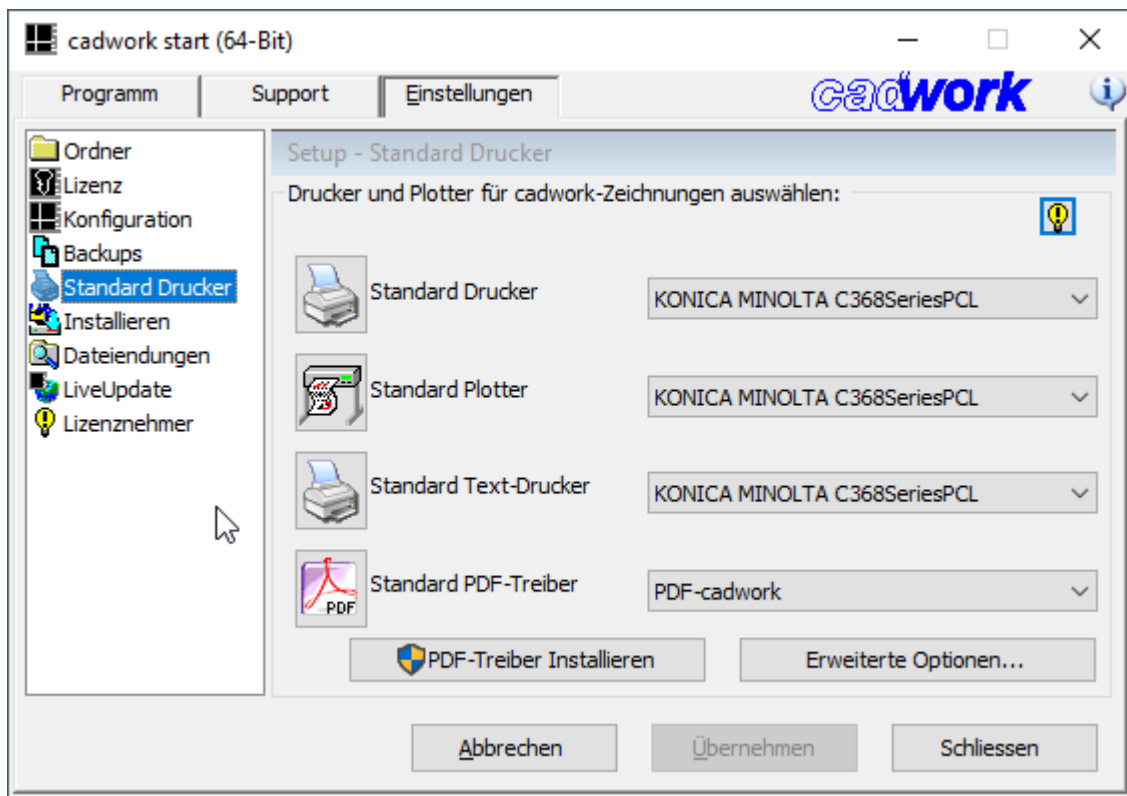 cadwork start (64-Bit)
Programm
Support
Einstellungen
cadwork
Ordner
Lizenz
Konfiguration
Backups
Standard Drucker
Installieren
Dateiendungen
LiveUpdate
Lizenznehmer
Setup - Standard Drucker
Drucker und Plotter für cadwork-Zeichnungen auswählen:
Standard Drucker
KONICA MINOLTA C368SeriesPCL
Standard Plotter
KONICA MINOLTA C368SeriesPCL
Standard Text-Drucker
KONICA MINOLTA C368SeriesPCL
PDF
Standard PDF-Treiber
PDF-cadwork
PDF-Treiber Installieren
Erweiterte Optionen...
Abbrechen
Übernehmen
Schliessen